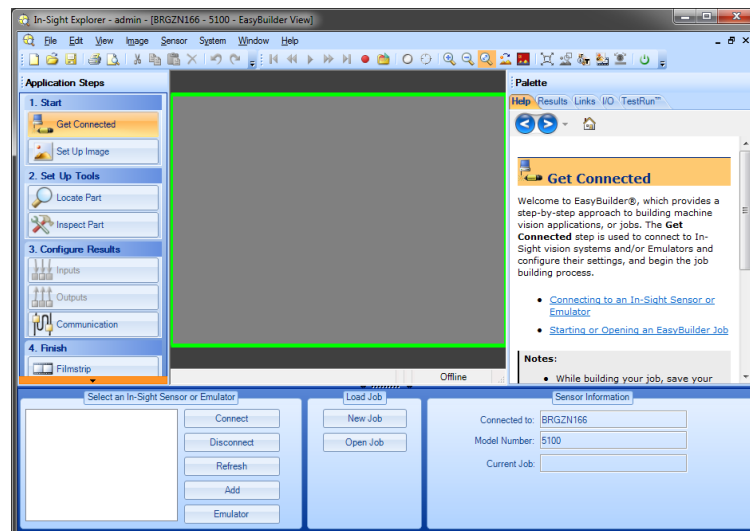 In-Sight Explorer - admin - [BRGZN166 - 5100 - EasyBuilder View]
File Edit View Image Sensor System Window Help
Application Steps
1. Start
Get Connected
Set Up Image
2. Set Up Tools
Locate Part
Inspect Part
3. Configure Results
Inputs
Outputs
Communication
4. Finish
Filmstrip
Offline
Palette
Help Results Links I/O TestRun™
Get Connected
Welcome to EasyBuilder®, which provides a
step-by-step approach to building machine
vision applications, or jobs. The Get
Connected step is used to connect to In-
Sight vision systems and/or Emulators and
configure their settings, and begin the job
building process.
• Connecting to an In-Sight Sensor or
Emulator
• Starting or Opening an EasyBuilder Job
Notes:
• While building your job, save your
Select an In-Sight Sensor or Emulator
Connect
Disconnect
Refresh
Add
Emulator
Load Job
New Job
Open Job
Sensor Information
Connected to: BRGZN166
Model Number: 5100
Current Job: